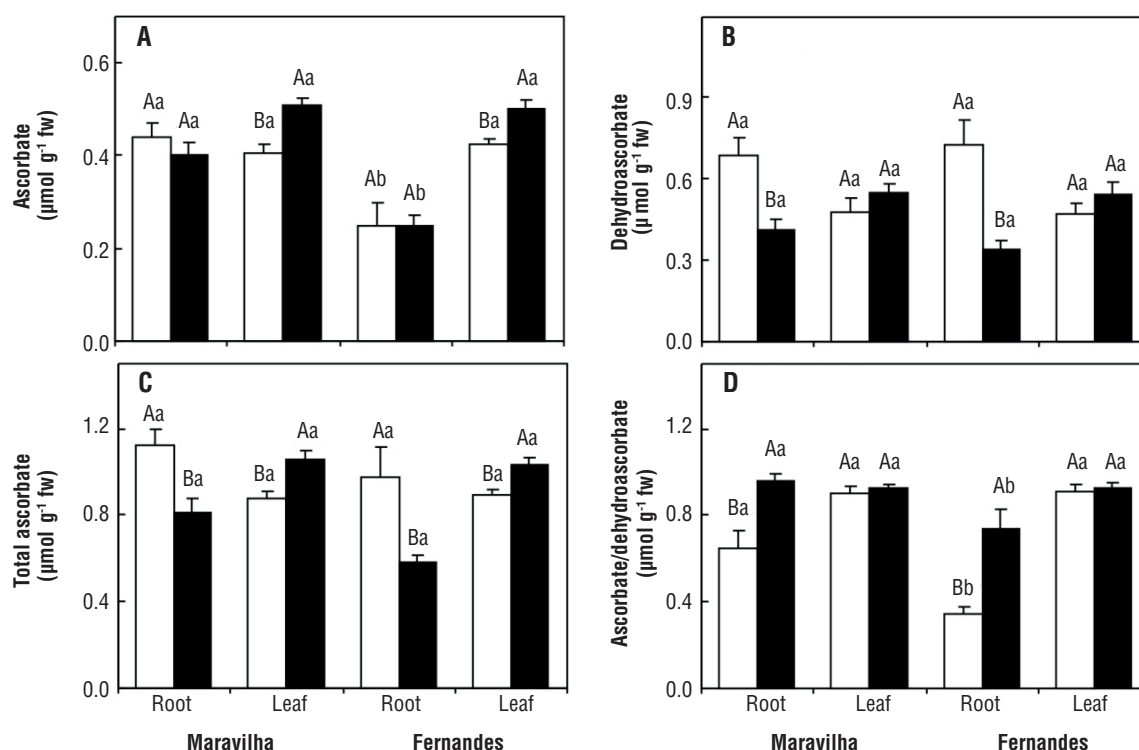 A
Ascorbate
(µmol g⁻¹ fw)
0.6
0.4
0.2
0.0
Aa
Aa
Ba
Aa
Ab
Ab
Ba
Aa
B
Dehydroascorbate
(µ mol g⁻¹ fw)
0.9
0.6
0.3
0.0
Aa
Ba
Aa
Aa
Aa
Ba
Aa
Aa
C
Total ascorbate
(µmol g⁻¹ fw)
1.2
0.8
0.4
0.0
Aa
Ba
Ba
Aa
Aa
Ba
Ba
Aa
Root Leaf Root Leaf
Maravilha Fernandes
D
Ascorbate/dehydroascorbate
(µmol g⁻¹ fw)
1.2
0.8
0.4
0.0
Ba
Aa
Aa
Aa
Bb
Ab
Aa
Aa
Root Leaf Root Leaf
Maravilha Fernandes